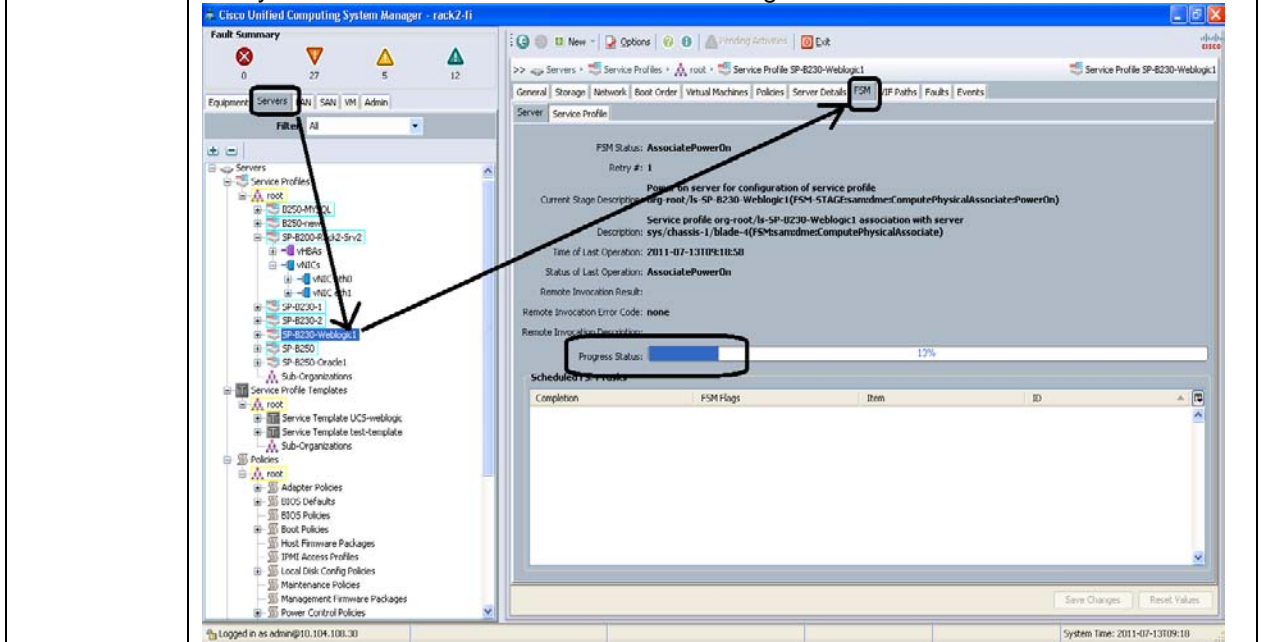 Cisco Unified Computing System Manager - rack2-fi
Fault Summary
0 27 5 12
New Options Pending Activities Exit
cisco
>> Servers Service Profiles root Service Profile SP-B230-Weblogic1
Service Profile SP-B230-Weblogic1
Equipment Servers LAN SAN VM Admin
Filter: All
General Storage Network Boot Order Virtual Machines Policies Server Details FSM VIF Paths Faults Events
Server Service Profile
Servers
Service Profiles
root
B250-MYSQL
B250-new
SP-B200-Rack2-Srv2
vHBAs
vNICs
vNIC eth0
vNIC eth1
SP-B230-1
SP-B230-2
SP-B230-Weblogic1
SP-B250
SP-B250-Oracle1
Sub-Organizations
Service Profile Templates
root
Service Template UCS-weblogic
Service Template test-template
Sub-Organizations
Policies
root
Adapter Policies
BIOS Defaults
BIOS Policies
Boot Policies
Host Firmware Packages
IPMI Access Profiles
Local Disk Config Policies
Maintenance Policies
Management Firmware Packages
Power Control Policies
FSM Status: AssociatePowerOn
Retry #: 1
Power on server for configuration of service profile
Current Stage Description: org-root/ls-SP-B230-Weblogic1(FSM-STAGE:sam:dme:ComputePhysicalAssociate:PowerOn)
Service profile org-root/ls-SP-B230-Weblogic1 association with server
Description: sys/chassis-1/blade-4(FSM:sam:dme:ComputePhysicalAssociate)
Time of Last Operation: 2011-07-13T09:18:58
Status of Last Operation: AssociatePowerOn
Remote Invocation Result:
Remote Invocation Error Code: none
Remote Invocation Description:
Progress Status: 13%
Scheduled FSM Tasks
Completion FSM Flags Item ID
Save Changes Reset Values
Logged in as admin@10.104.108.30
System Time: 2011-07-13T09:18